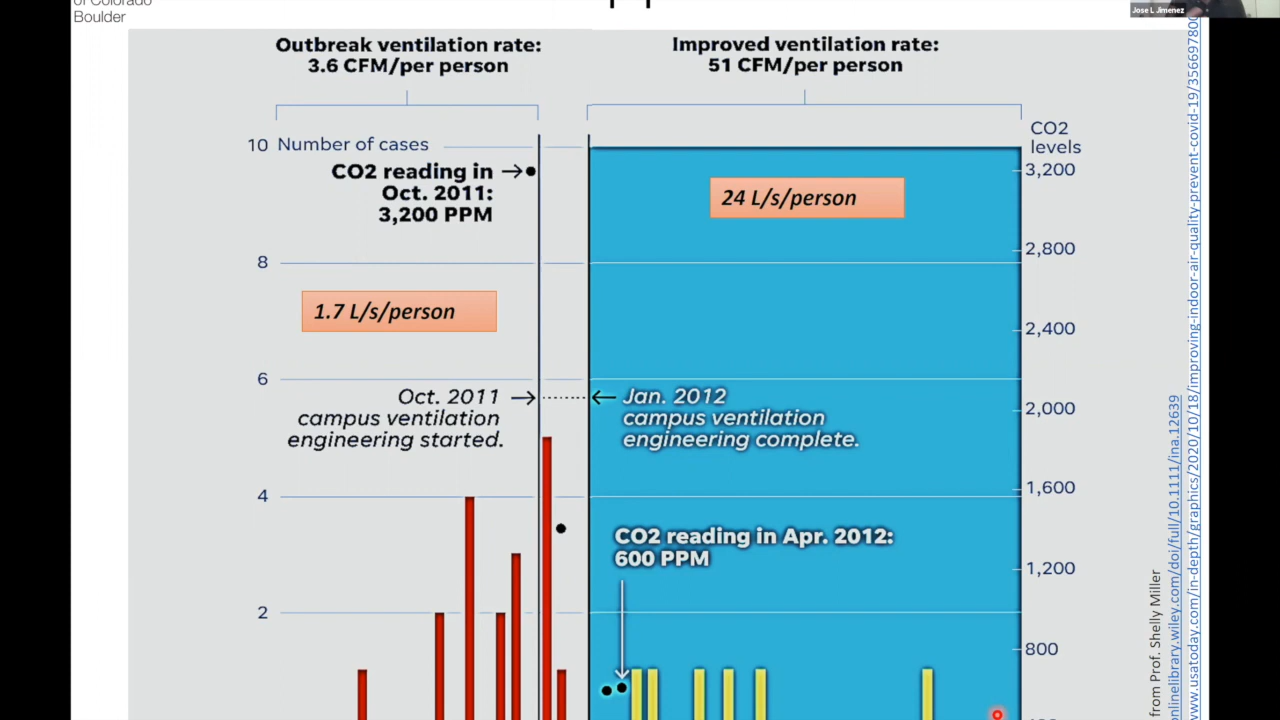 of Colorado
Boulder
Jose L Jimenez
Outbreak ventilation rate:
3.6 CFM/per person
Improved ventilation rate:
51 CFM/per person
10 Number of cases
CO2
levels
CO2 reading in
Oct. 2011:
3,200 PPM
24 L/s/person
3,200
2,800
8
1.7 L/s/person
2,400
6
Oct. 2011
campus ventilation
engineering started.
Jan. 2012
campus ventilation
engineering complete.
2,000
4
1,600
CO2 reading in Apr. 2012:
600 PPM
1,200
2
800
from Prof. Shelly Miller
onlinelibrary.wiley.com/doi/full/10.1111/ina.12639
www.usatoday.com/in-depth/graphics/2020/10/18/improving-indoor-air-quality-prevent-covid-19/3566978001